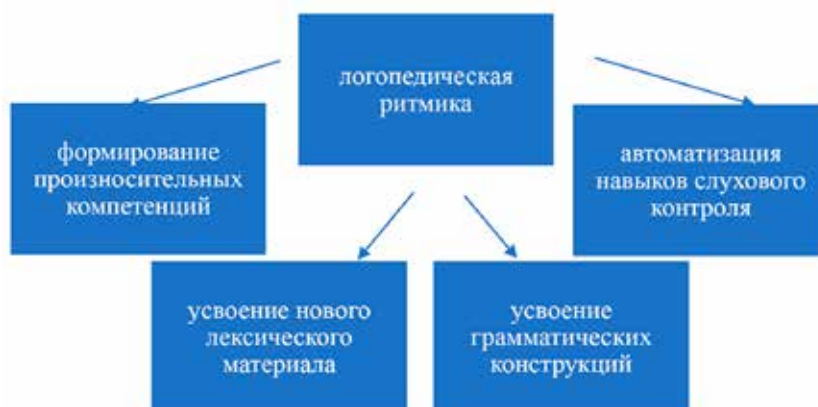 логопедическая
ритмика
формирование
произносительных
компетенций
автоматизация
навыков слухового
контроля
усвоение нового
лексического
материала
усвоение
грамматических
конструкций